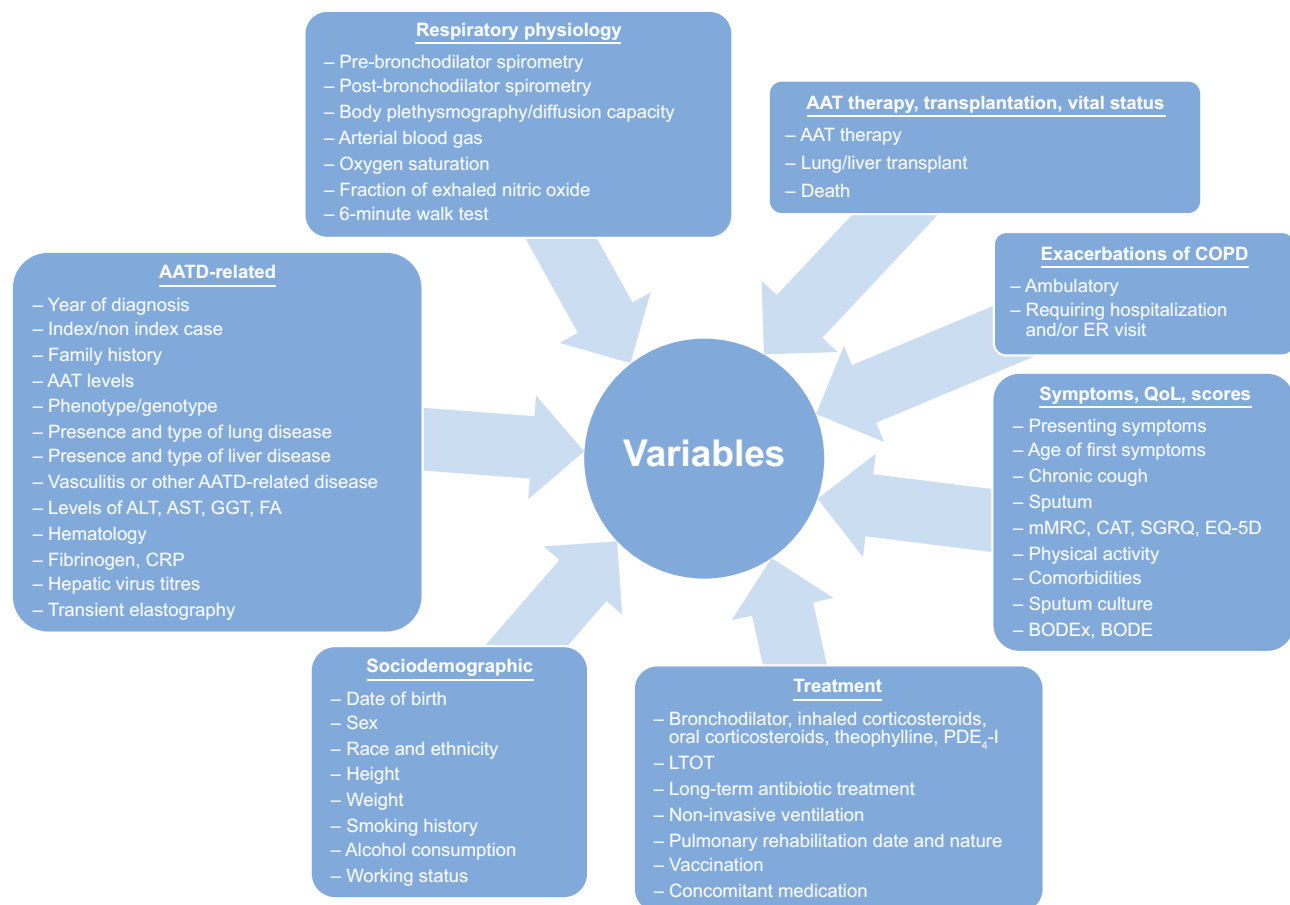 Respiratory physiology
– Pre-bronchodilator spirometry
– Post-bronchodilator spirometry
– Body plethysmography/diffusion capacity
– Arterial blood gas
– Oxygen saturation
– Fraction of exhaled nitric oxide
– 6-minute walk test
AAT therapy, transplantation, vital status
– AAT therapy
– Lung/liver transplant
– Death
Exacerbations of COPD
– Ambulatory
– Requiring hospitalization
and/or ER visit
AATD-related
– Year of diagnosis
– Index/non index case
– Family history
– AAT levels
– Phenotype/genotype
– Presence and type of lung disease
– Presence and type of liver disease
– Vasculitis or other AATD-related disease
– Levels of ALT, AST, GGT, FA
– Hematology
– Fibrinogen, CRP
– Hepatic virus titres
– Transient elastography
Variables
Symptoms, QoL, scores
– Presenting symptoms
– Age of first symptoms
– Chronic cough
– Sputum
– mMRC, CAT, SGRQ, EQ-5D
– Physical activity
– Comorbidities
– Sputum culture
– BODEx, BODE
Sociodemographic
– Date of birth
– Sex
– Race and ethnicity
– Height
– Weight
– Smoking history
– Alcohol consumption
– Working status
Treatment
– Bronchodilator, inhaled corticosteroids,
oral corticosteroids, theophylline, PDE₄-I
– LTOT
– Long-term antibiotic treatment
– Non-invasive ventilation
– Pulmonary rehabilitation date and nature
– Vaccination
– Concomitant medication